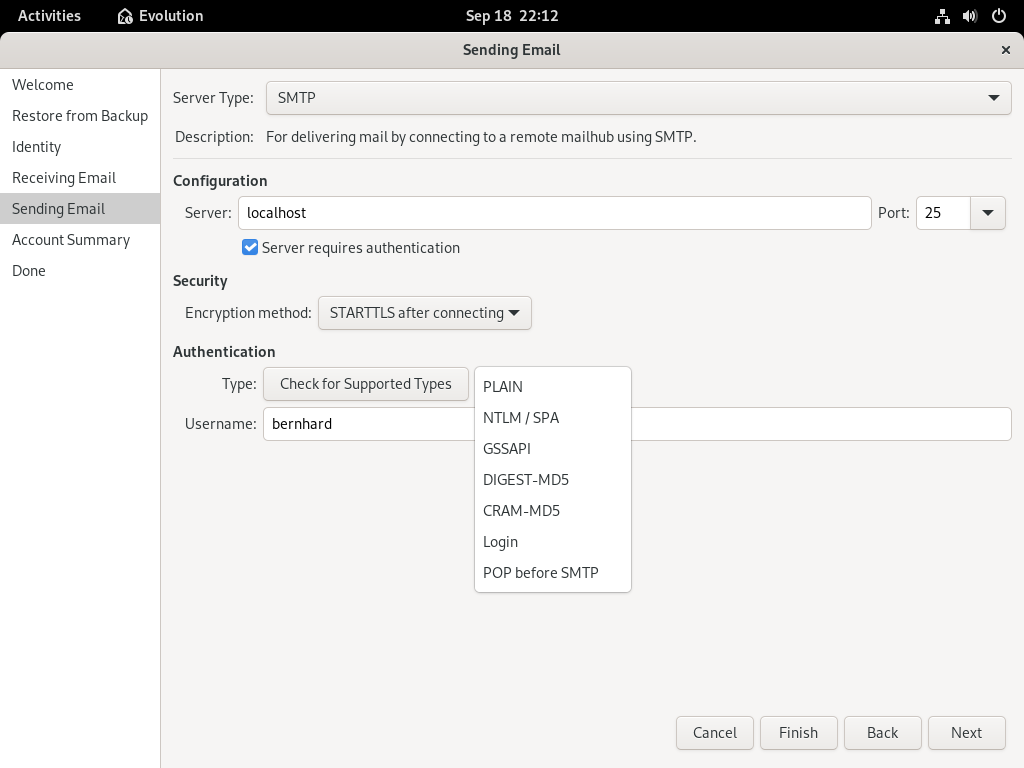 Activities Evolution Sep 18 22:12
Sending Email
Welcome
Restore from Backup
Identity
Receiving Email
Sending Email
Account Summary
Done
Server Type: SMTP
Description: For delivering mail by connecting to a remote mailhub using SMTP.
Configuration
Server: localhost Port: 25
Server requires authentication
Security
Encryption method: STARTTLS after connecting
Authentication
Type: Check for Supported Types
Username: bernhard
PLAIN
NTLM / SPA
GSSAPI
DIGEST-MD5
CRAM-MD5
Login
POP before SMTP
Cancel Finish Back Next